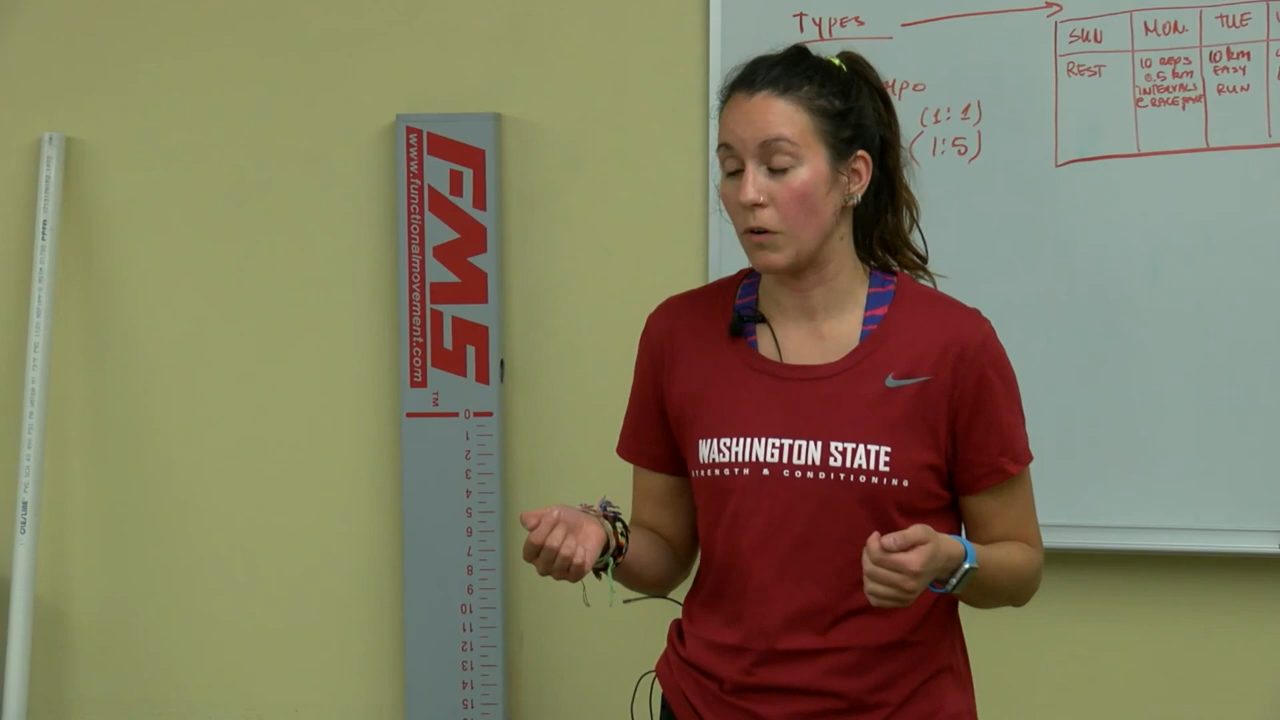 TYPES
SUN
MON.
TUE
REST
10 REPS
0.5 km
INTERVALS
@ RACE PACE
10 km
EASY
RUN
(1:1)
(1:5)
FMS
www.functionalmovement.com
TM
0
1
2
3
4
5
6
7
8
9
10
11
12
13
14
15
WASHINGTON STATE
STRENGTH & CONDITIONING